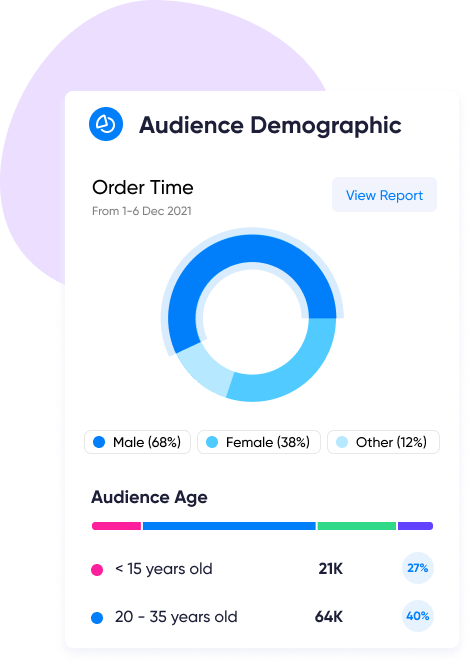 Audience Demographic
Order Time
From 1-6 Dec 2021
View Report
Male (68%) Female (38%) Other (12%)
Audience Age
< 15 years old 21K 27%
20 - 35 years old 64K 40%